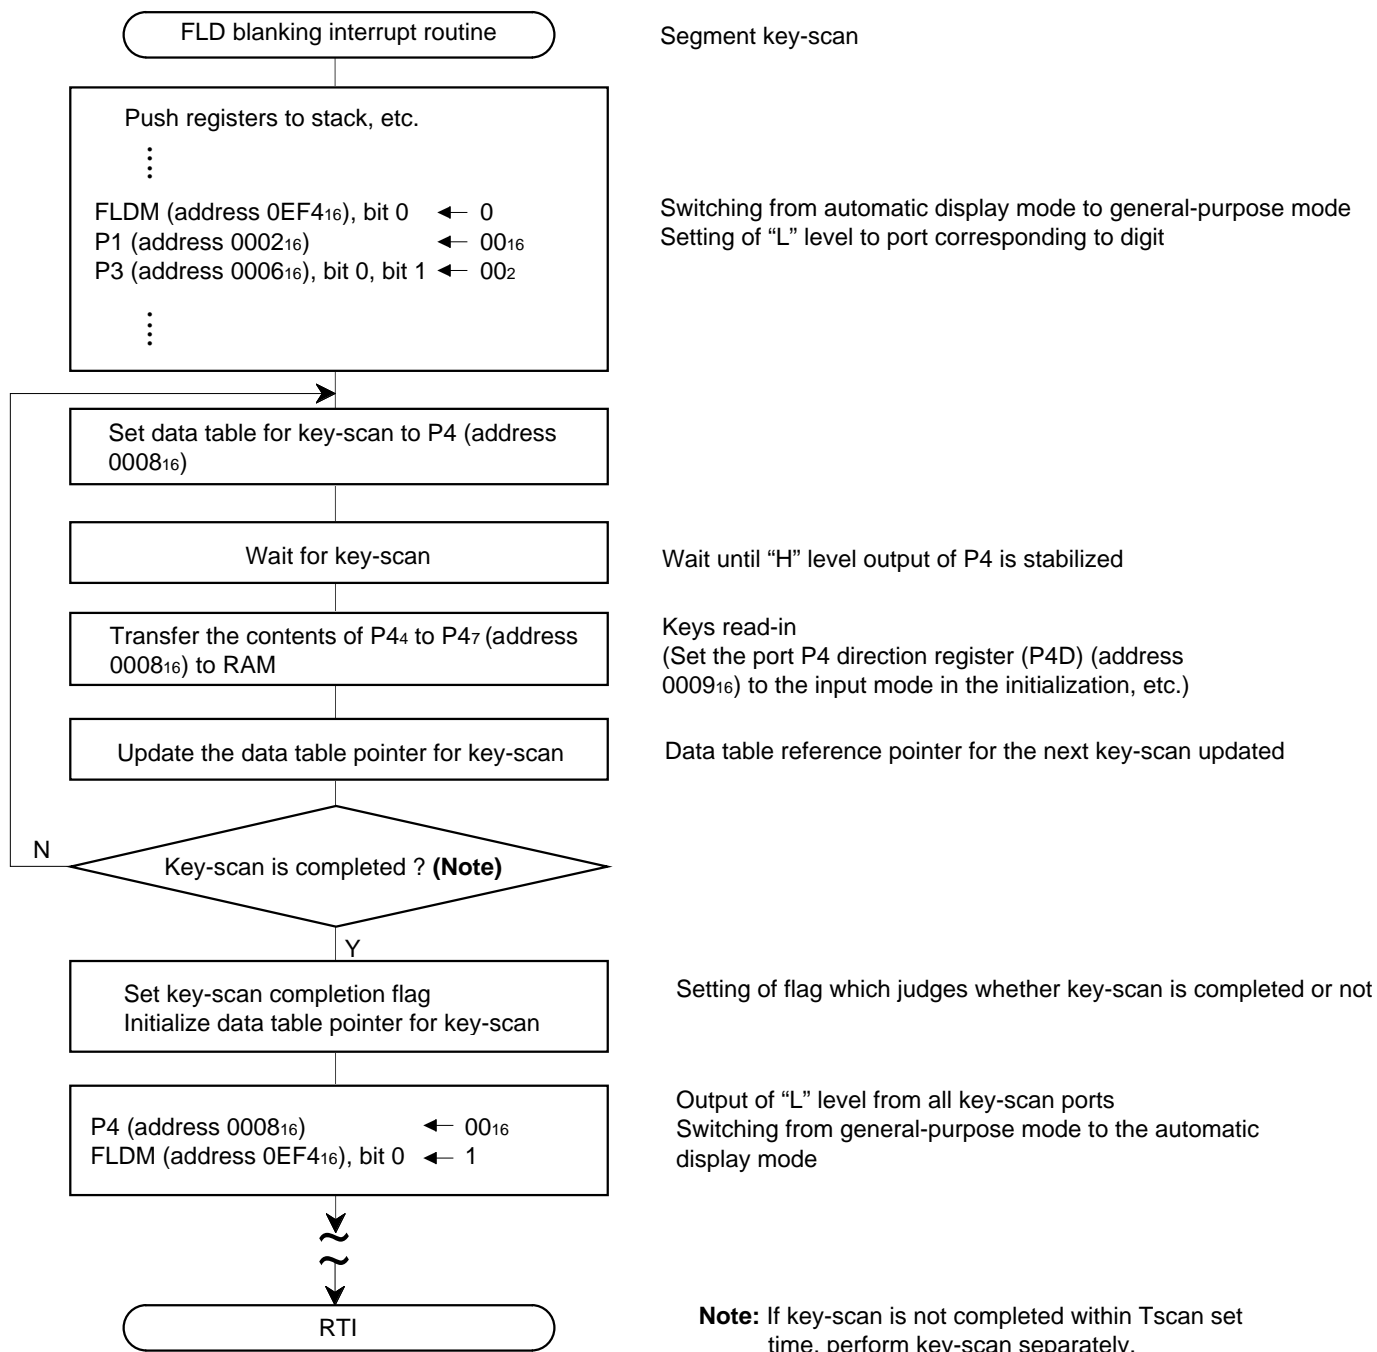 FLD blanking interrupt routine
Segment key-scan
Push registers to stack, etc.
FLDM (address 0EF4₁₆), bit 0 ← 0
Switching from automatic display mode to general-purpose mode
P1 (address 0002₁₆) ← 00₁₆
Setting of “L” level to port corresponding to digit
P3 (address 0006₁₆), bit 0, bit 1 ← 00₂
Set data table for key-scan to P4 (address
0008₁₆)
Wait for key-scan
Wait until “H” level output of P4 is stabilized
Transfer the contents of P4₄ to P4₇ (address
0008₁₆) to RAM
Keys read-in
(Set the port P4 direction register (P4D) (address
0009₁₆) to the input mode in the initialization, etc.)
Update the data table pointer for key-scan
Data table reference pointer for the next key-scan updated
N
Key-scan is completed ? (Note)
Y
Set key-scan completion flag
Initialize data table pointer for key-scan
Setting of flag which judges whether key-scan is completed or not
P4 (address 0008₁₆) ← 00₁₆
FLDM (address 0EF4₁₆), bit 0 ← 1
Output of “L” level from all key-scan ports
Switching from general-purpose mode to the automatic
display mode
RTI
Note: If key-scan is not completed within Tscan set
time, perform key-scan separately.